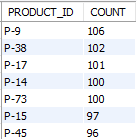 PRODUCT_ID COUNT
P-9 106
P-38 102
P-17 101
P-14 100
P-73 100
P-15 97
P-45 96